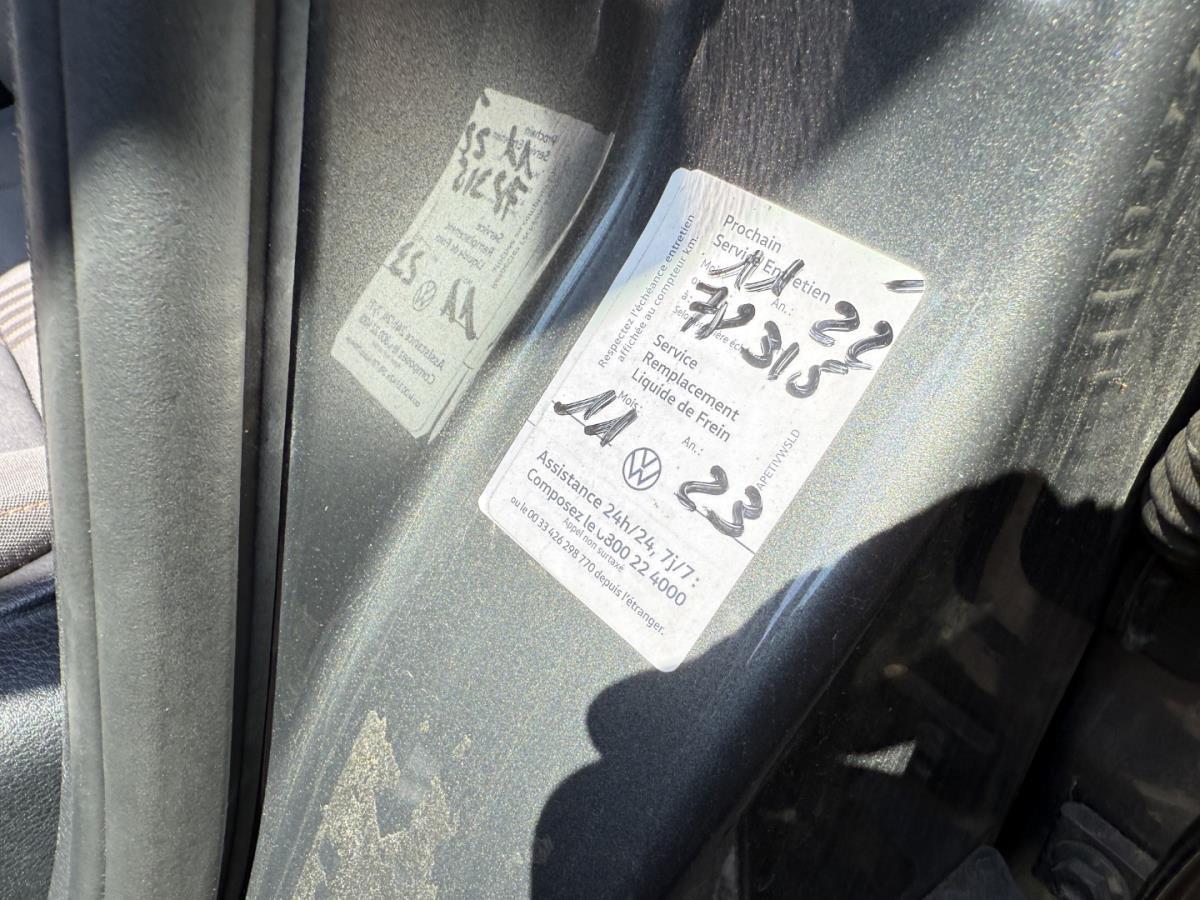 Prochain
Service Entretien
Mois: 11 An.: 22
Service
Remplacement
Liquide de Frein
Mois: 11 An.: 23
Respectez l'échéance entretien
affichée au compteur km.
APETIVWSLD
Assistance 24h/24, 7j/7 :
Composez le 0800 22 4000
Appel non surtaxé
ou le 00 33 426 298 770 depuis l'étranger.